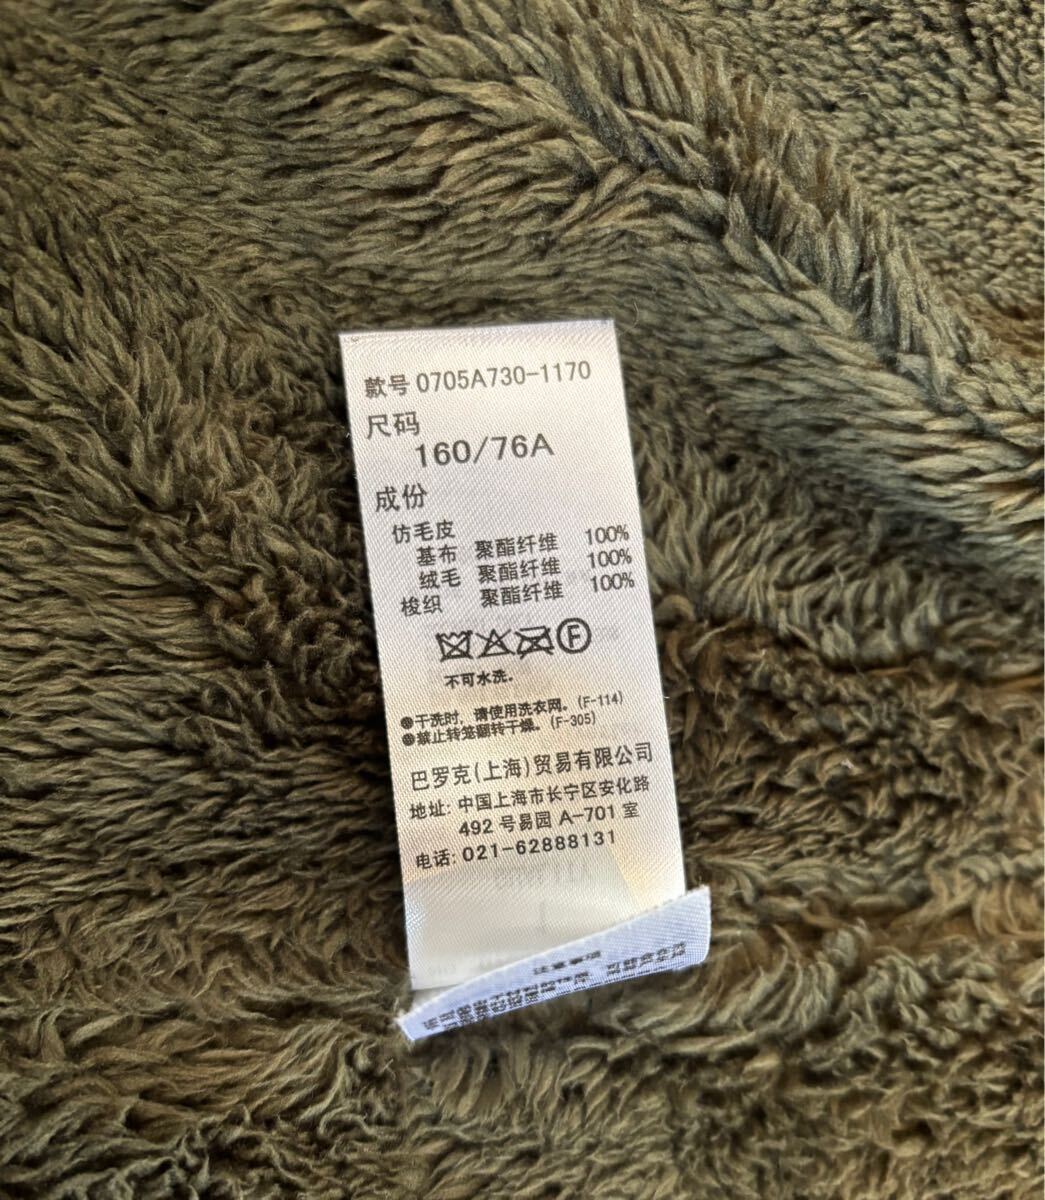 款号 0705A730-1170
尺码
160/76A
成份
仿毛皮
基布 聚酯纤维 100%
绒毛 聚酯纤维 100%
梭织 聚酯纤维 100%
F
不可水洗.
●干洗时, 请使用洗衣网。(F-114)
●禁止转笼翻转干燥。(F-305)
巴罗克(上海)贸易有限公司
地址: 中国上海市长宁区安化路
492 号易园 A-701 室
电话: 021-62888131
注意事项